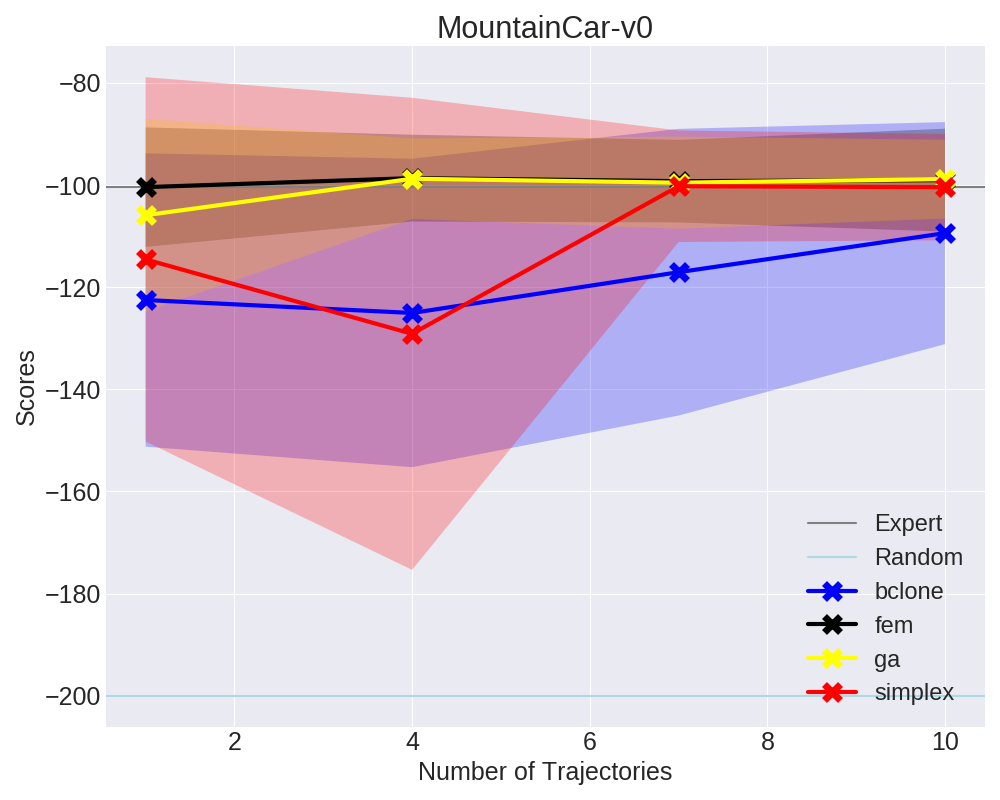 MountainCar-v0
Scores
−80
−100
−120
−140
−160
−180
−200
2
4
6
8
10
Number of Trajectories
Expert
Random
bclone
fem
ga
simplex